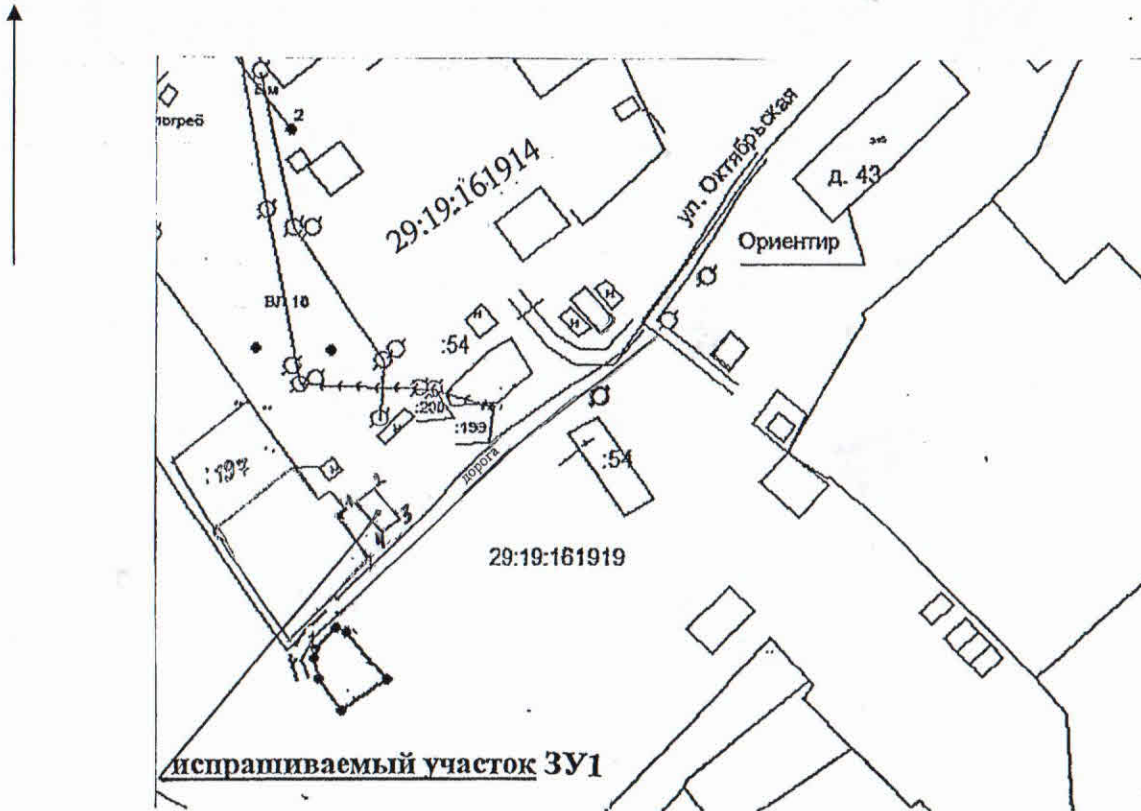 2
29:19:161914
ул. Октябрьская
д. 43
Ориентир
ВЛ 10
н
н
н
:54
:200
:199
н
дорога
:54
:197
1
2
3
4
29:19:161919
испрашиваемый участок ЗУ1